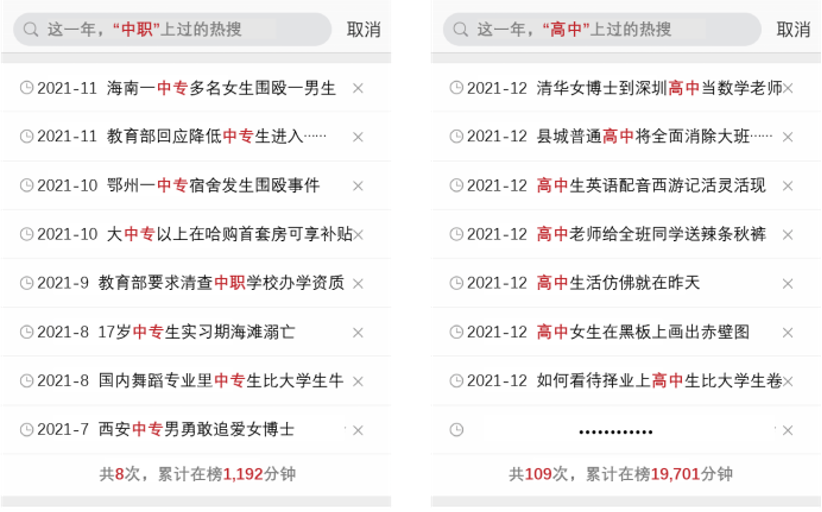 这一年，“中职”上过的热搜 取消
2021-11 海南一中专多名女生围殴一男生
2021-11 教育部回应降低中专生进入……
2021-10 鄂州一中专宿舍发生围殴事件
2021-10 大中专以上在哈购首套房可享补贴
2021-9 教育部要求清查中职学校办学资质
2021-8 17岁中专生实习期海滩溺亡
2021-8 国内舞蹈专业里中专生比大学生牛
2021-7 西安中专男勇敢追爱女博士
共8次，累计在榜1,192分钟
这一年，“高中”上过的热搜 取消
2021-12 清华女博士到深圳高中当数学老师
2021-12 县城普通高中将全面消除大班……
2021-12 高中生英语配音西游记活灵活现
2021-12 高中老师给全班同学送辣条秋裤
2021-12 高中生活仿佛就在昨天
2021-12 高中女生在黑板上画出赤壁图
2021-12 如何看待择业上高中生比大学生卷
…………
共109次，累计在榜19,701分钟